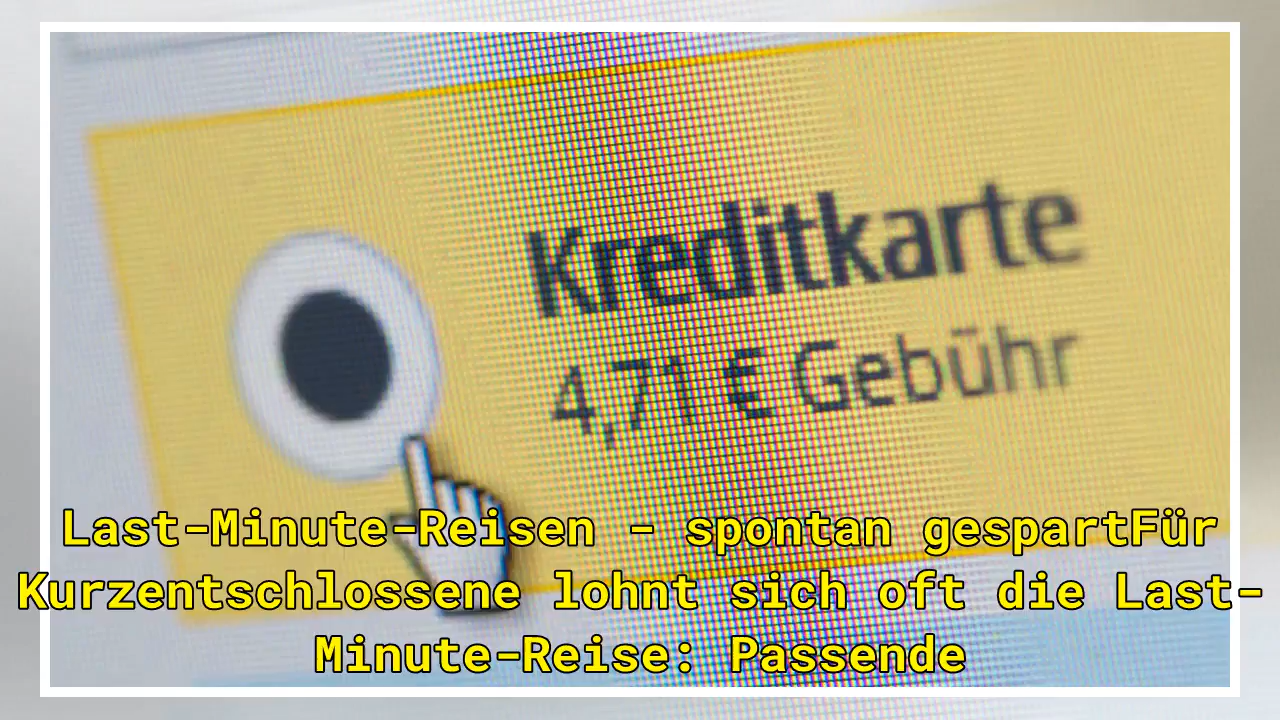 Kreditkarte
4,71 € Gebühr
Last-Minute-Reisen - spontan gespartFür
Kurzentschlossene lohnt sich oft die Last-
Minute-Reise: Passende